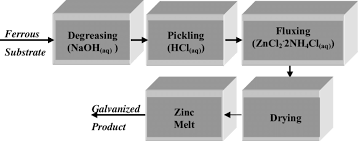 Ferrous
Substrate
Degreasing
(NaOH(aq) )
Pickling
(HCl(aq))
Fluxing
(ZnCl2·2NH4Cl(aq))
Drying
Zinc
Melt
Galvanized
Product